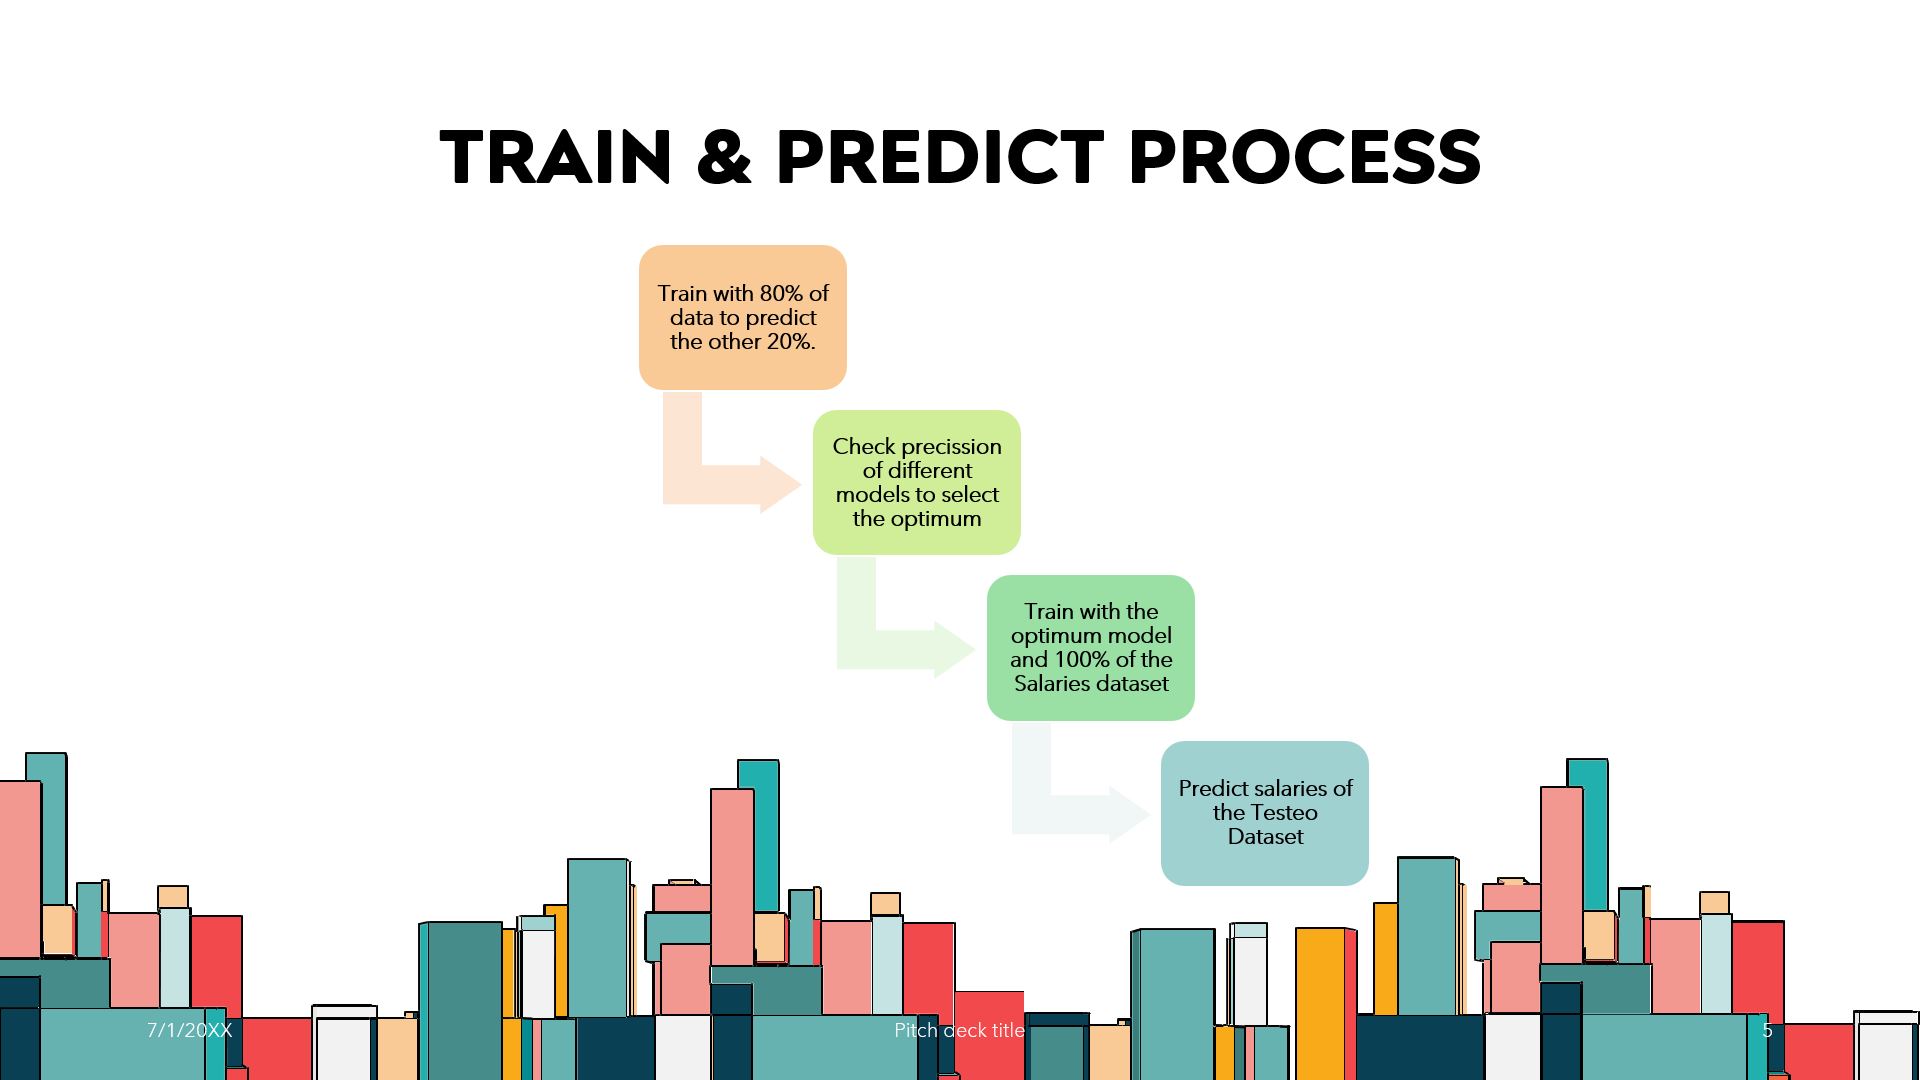 TRAIN & PREDICT PROCESS
Train with 80% of
data to predict
the other 20%.
Check precission
of different
models to select
the optimum
Train with the
optimum model
and 100% of the
Salaries dataset
Predict salaries of
the Testeo
Dataset
7/1/20XX
Pitch deck title
5